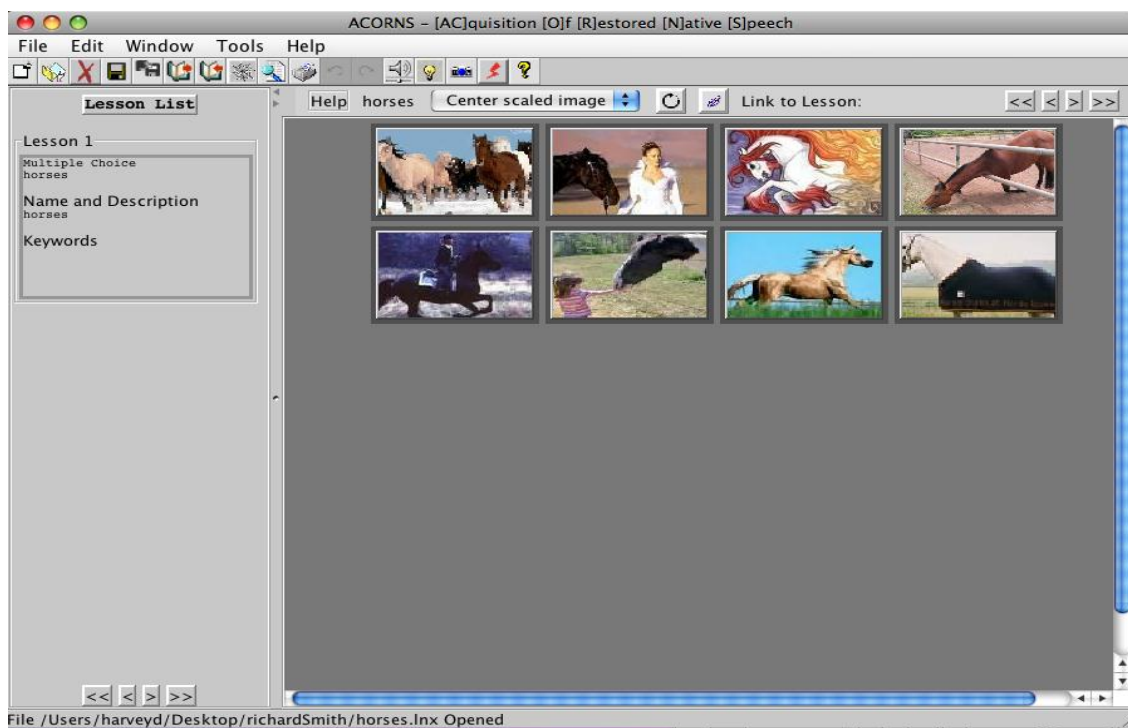 ACORNS – [AC]quisition [O]f [R]estored [N]ative [S]peech
File Edit Window Tools Help
Lesson List
Help horses Center scaled image Link to Lesson: << < > >>
Lesson 1
Multiple Choice
horses
Name and Description
horses
Keywords
<< < > >>
File /Users/harveyd/Desktop/richardSmith/horses.lnx Opened